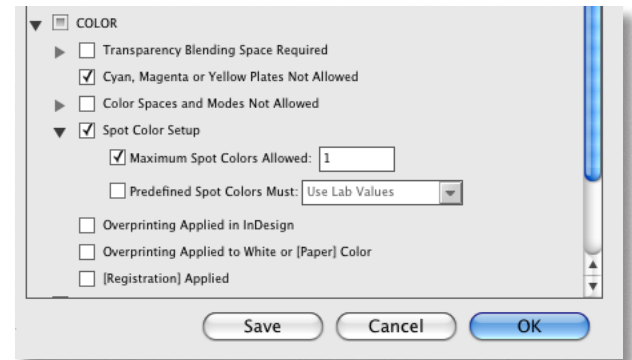 COLOR
Transparency Blending Space Required
Cyan, Magenta or Yellow Plates Not Allowed
Color Spaces and Modes Not Allowed
Spot Color Setup
Maximum Spot Colors Allowed: 1
Predefined Spot Colors Must: Use Lab Values
Overprinting Applied in InDesign
Overprinting Applied to White or [Paper] Color
[Registration] Applied
Save Cancel OK